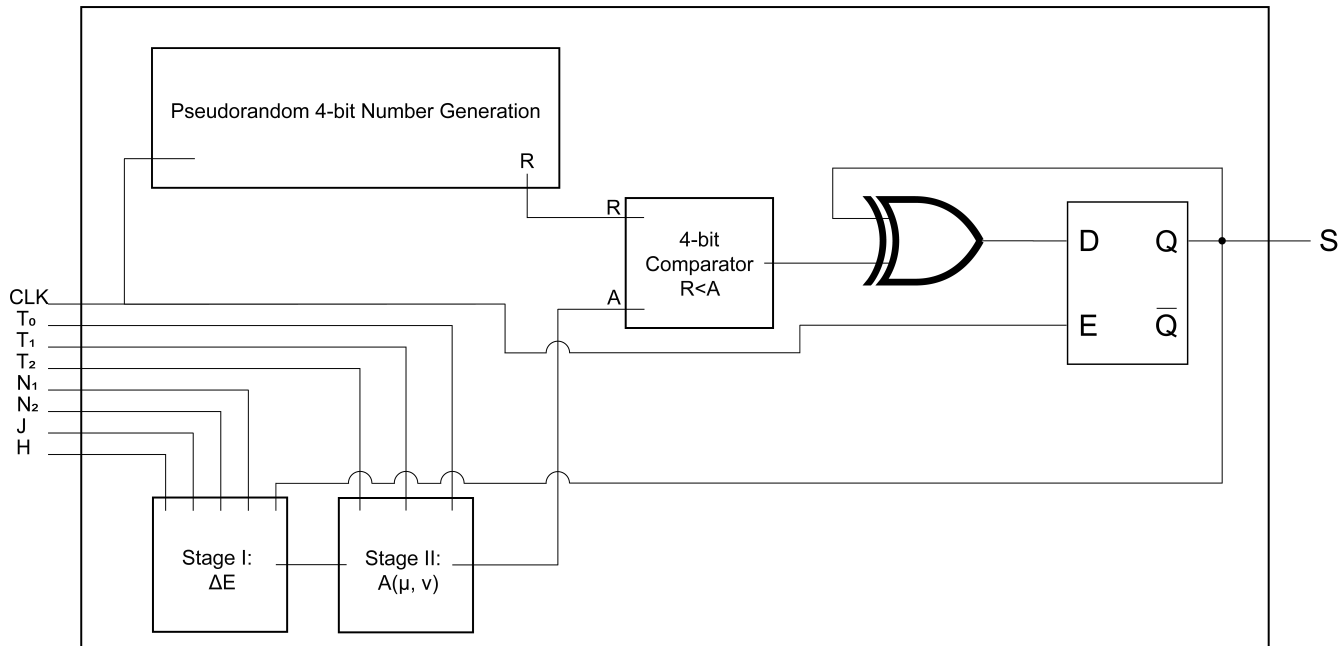 Pseudorandom 4-bit Number Generation
R
R
4-bit
Comparator
R<A
A
D
Q
E
Q̅
S
CLK
T₀
T₁
T₂
N₁
N₂
J
H
Stage I:
ΔE
Stage II:
A(μ, ν)